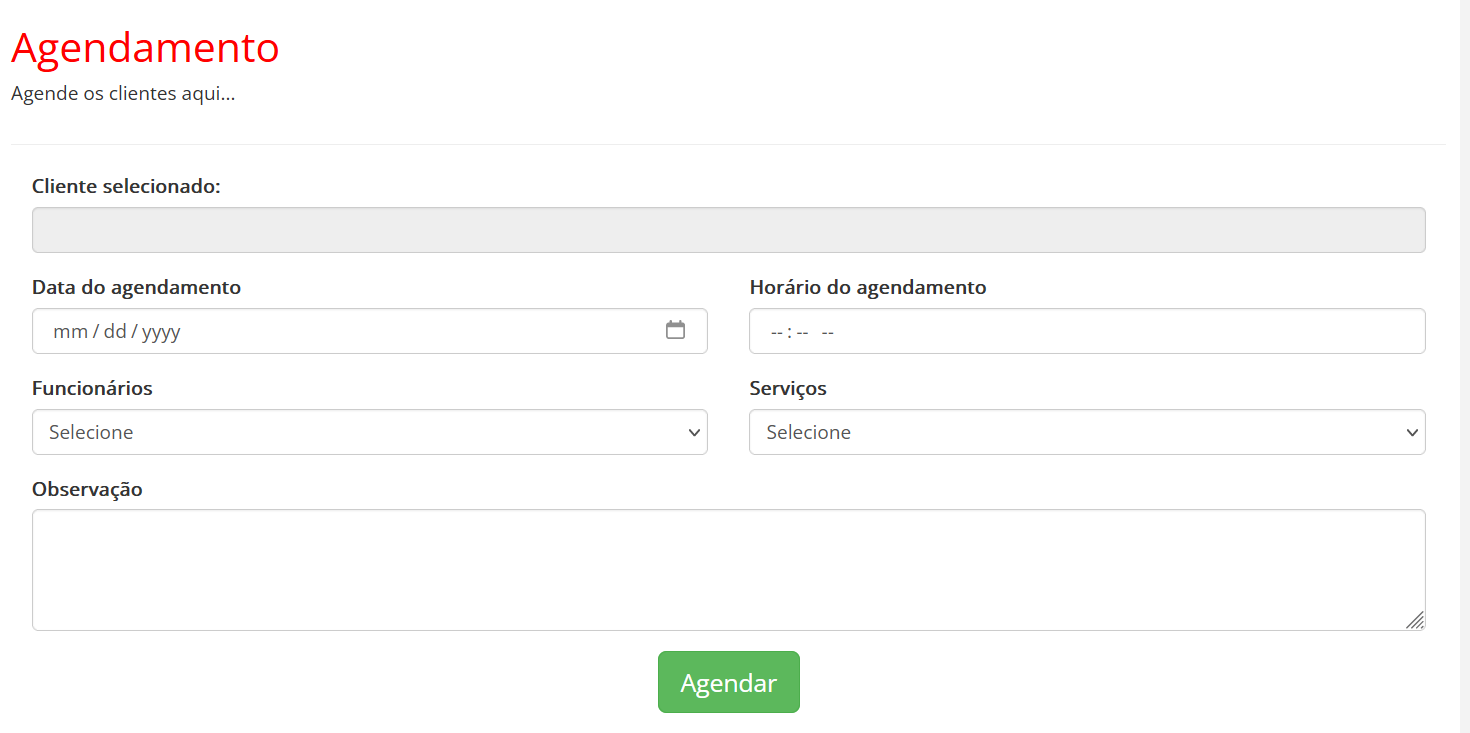 Agendamento
Agende os clientes aqui...
Cliente selecionado:
Data do agendamento
Horário do agendamento
mm / dd / yyyy
-- : -- --
Funcionários
Serviços
Selecione
Selecione
Observação
Agendar